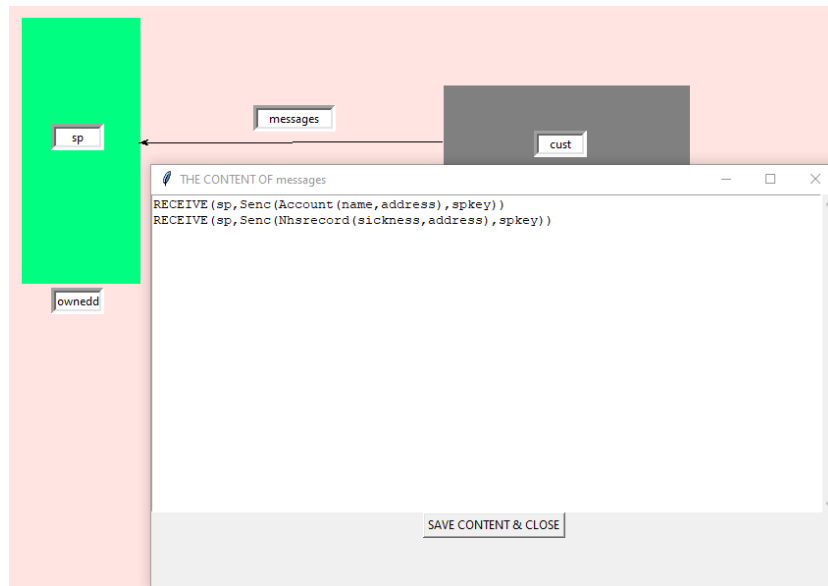 messages
sp
cust
THE CONTENT OF messages
RECEIVE(sp,Senc(Account(name,address),spkey))
RECEIVE(sp,Senc(Nhsrecord(sickness,address),spkey))
ownedd
SAVE CONTENT & CLOSE